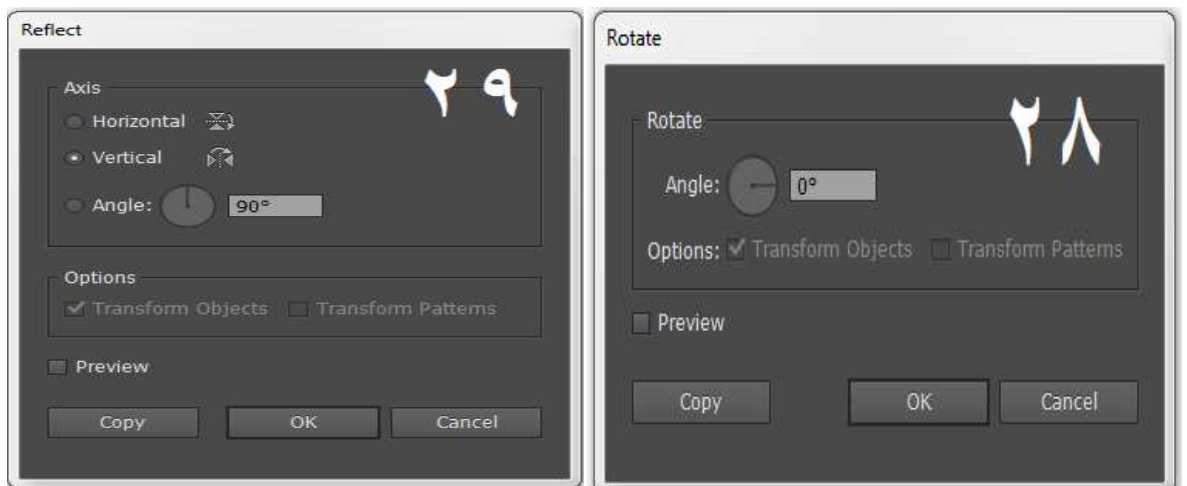 Reflect
٢٩
Axis
Horizontal
Vertical
Angle: 90°
Options
Transform Objects Transform Patterns
Preview
Copy OK Cancel
Rotate
٢٨
Rotate
Angle: 0°
Options: Transform Objects Transform Patterns
Preview
Copy OK Cancel